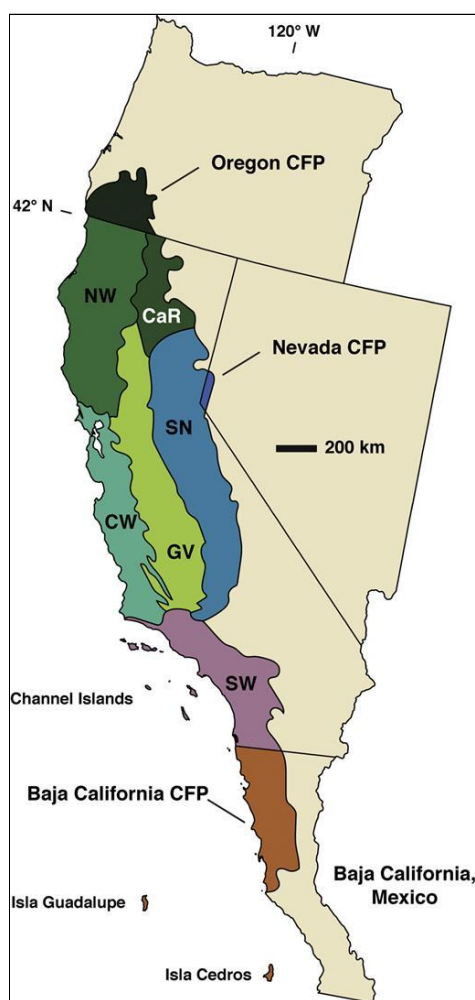 120° W
Oregon CFP
42° N
NW
CaR
Nevada CFP
SN
200 km
CW
GV
SW
Channel Islands
Baja California CFP
Baja California,
Mexico
Isla Guadalupe
Isla Cedros